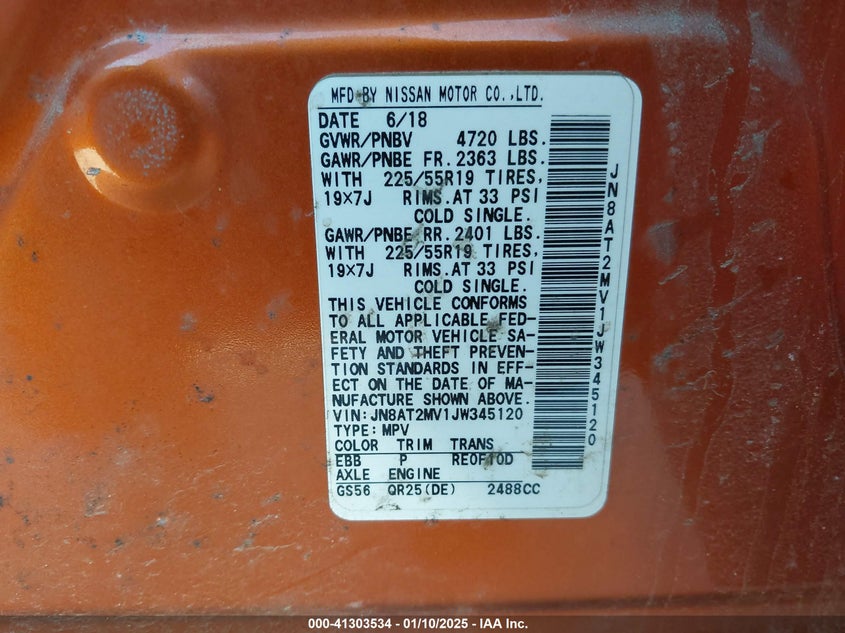 MFD BY NISSAN MOTOR CO.,LTD.
DATE 6/18
GVWR/PNBV 4720 LBS.
GAWR/PNBE FR. 2363 LBS.
WITH 225/55R19 TIRES,
19×7J RIMS.AT 33 PSI
COLD SINGLE.
GAWR/PNBE RR. 2401 LBS.
WITH 225/55R19 TIRES,
19×7J RIMS.AT 33 PSI
COLD SINGLE.
THIS VEHICLE CONFORMS
TO ALL APPLICABLE FED-
ERAL MOTOR VEHICLE SA-
FETY AND THEFT PREVEN-
TION STANDARDS IN EFF-
ECT ON THE DATE OF MA-
NUFACTURE SHOWN ABOVE.
VIN:JN8AT2MV1JW345120
TYPE:MPV
COLOR TRIM TRANS
EBB P RE0F10D
AXLE ENGINE
GS56 QR25(DE) 2488CC
JN8AT2MV1JW345120
000-41303534 - 01/10/2025 - IAA Inc.